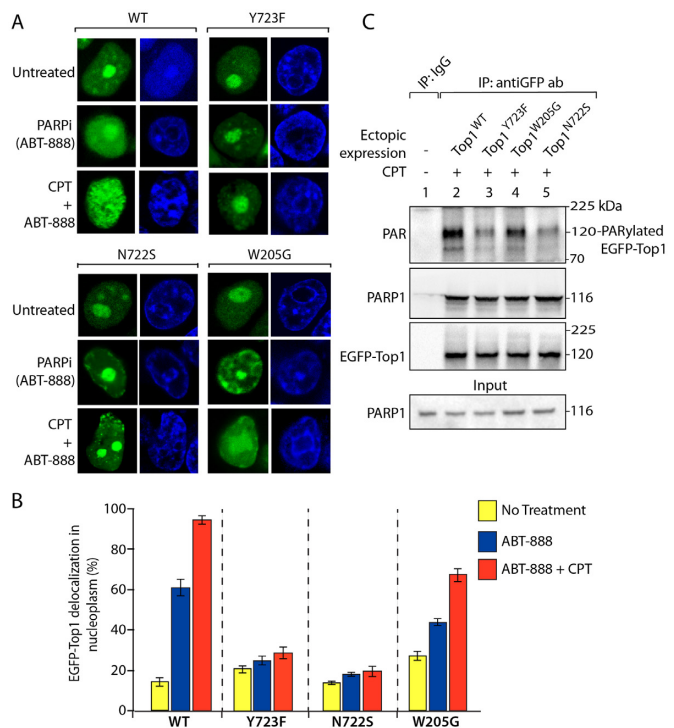 A
WT
Y723F
Untreated
PARPi
(ABT-888)
CPT
+
ABT-888
N722S
W205G
Untreated
PARPi
(ABT-888)
CPT
+
ABT-888
C
IP: IgG
IP: antiGFP ab
Ectopic
expression
- Top1WT Top1Y723F Top1W205G Top1N722S
CPT - + + + +
1 2 3 4 5
225 kDa
PAR
120-PARylated
EGFP-Top1
70
PARP1
116
225
EGFP-Top1
120
Input
PARP1
116
B
EGFP-Top1 delocalization in
nucleoplasm (%)
100
80
60
40
20
0
WT Y723F N722S W205G
No Treatment
ABT-888
ABT-888 + CPT